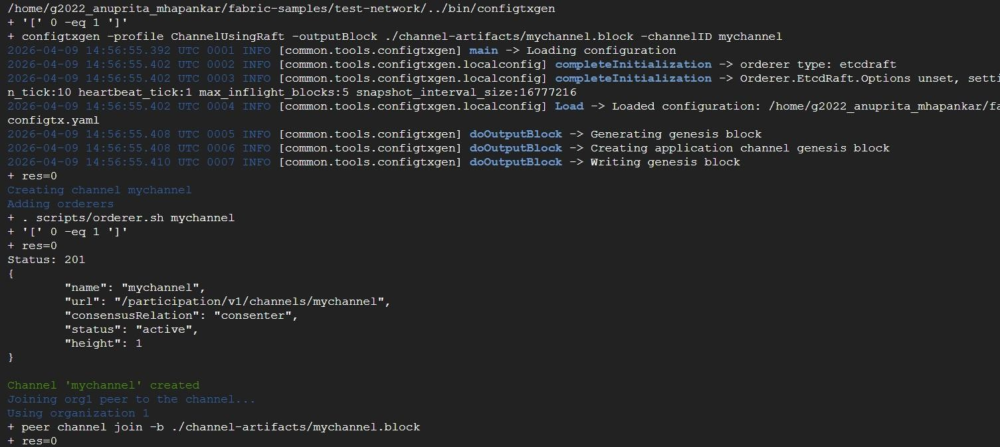 /home/g2022_anuprita_mhapankar/fabric-samples/test-network/../bin/configtxgen
+ '[' 0 -eq 1 ']'
+ configtxgen -profile ChannelUsingRaft -outputBlock ./channel-artifacts/mychannel.block -channelID mychannel
2026-04-09 14:56:55.392 UTC 0001 INFO [common.tools.configtxgen] main -> Loading configuration
2026-04-09 14:56:55.402 UTC 0002 INFO [common.tools.configtxgen.localconfig] completeInitialization -> orderer type: etcdraft
2026-04-09 14:56:55.402 UTC 0003 INFO [common.tools.configtxgen.localconfig] completeInitialization -> Orderer.EtcdRaft.Options unset, setti
n_tick:10 heartbeat_tick:1 max_inflight_blocks:5 snapshot_interval_size:16777216
2026-04-09 14:56:55.402 UTC 0004 INFO [common.tools.configtxgen.localconfig] Load -> Loaded configuration: /home/g2022_anuprita_mhapankar/fa
configtx.yaml
2026-04-09 14:56:55.408 UTC 0005 INFO [common.tools.configtxgen] doOutputBlock -> Generating genesis block
2026-04-09 14:56:55.408 UTC 0006 INFO [common.tools.configtxgen] doOutputBlock -> Creating application channel genesis block
2026-04-09 14:56:55.410 UTC 0007 INFO [common.tools.configtxgen] doOutputBlock -> Writing genesis block
+ res=0
Creating channel mychannel
Adding orderers
+ . scripts/orderer.sh mychannel
+ '[' 0 -eq 1 ']'
+ res=0
Status: 201
{
        "name": "mychannel",
        "url": "/participation/v1/channels/mychannel",
        "consensusRelation": "consenter",
        "status": "active",
        "height": 1
}

Channel 'mychannel' created
Joining org1 peer to the channel...
Using organization 1
+ peer channel join -b ./channel-artifacts/mychannel.block
+ res=0